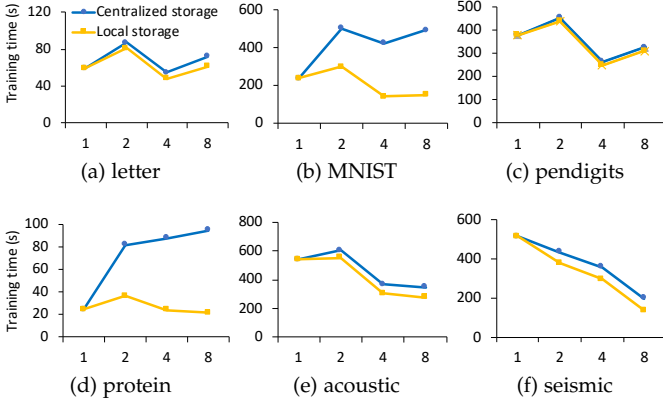 Training time (s)
120
80
40
0
Centralized storage
Local storage
1 2 4 8
(a) letter
600
400
200
0
1 2 4 8
(b) MNIST
500
400
300
200
100
0
1 2 4 8
(c) pendigits
Training time (s)
100
80
60
40
20
0
1 2 4 8
(d) protein
800
600
400
200
0
1 2 4 8
(e) acoustic
600
400
200
0
1 2 4 8
(f) seismic